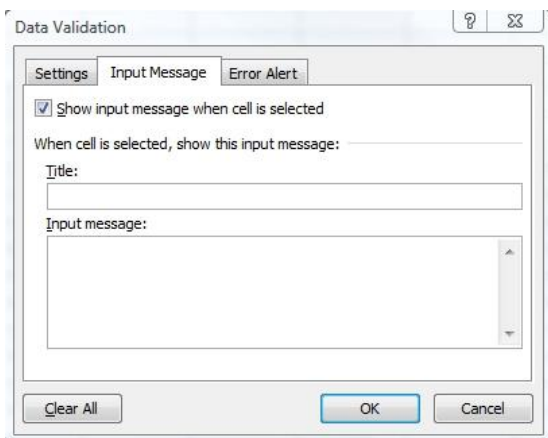 Data Validation
?
Settings Input Message Error Alert
Show input message when cell is selected
When cell is selected, show this input message:
Title:
Input message:
Clear All OK Cancel